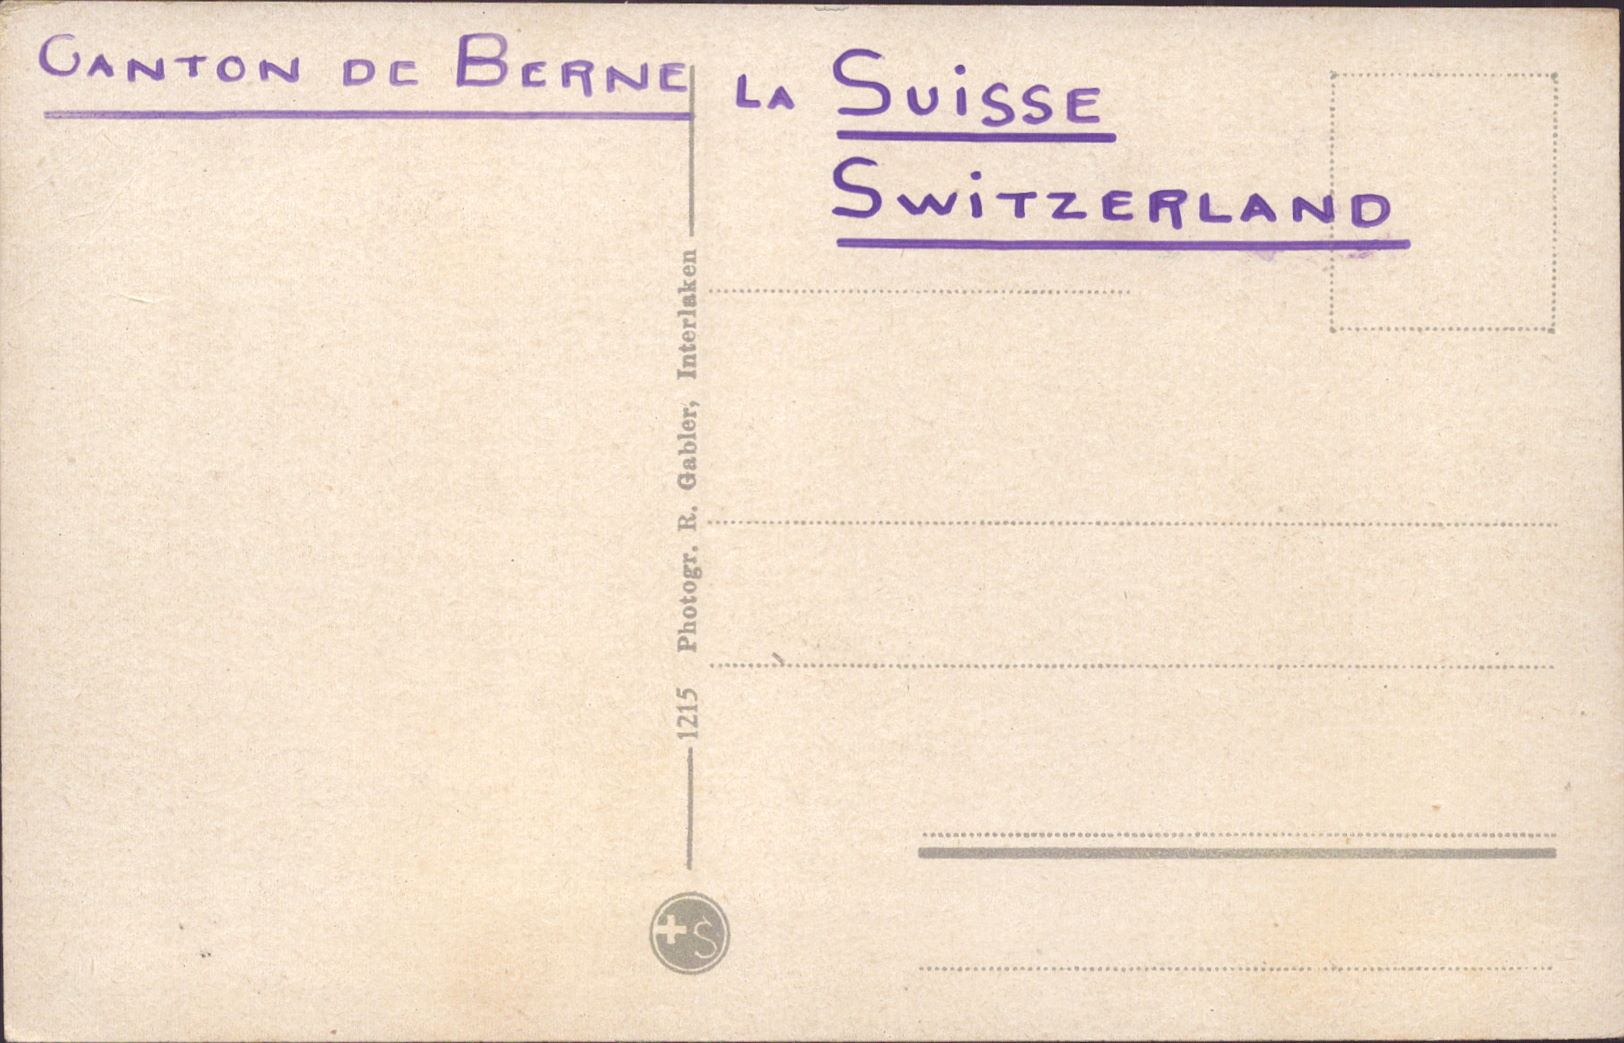 CANTON DE BERNE
LA SUiSSE
SWiTZERLAND
1215 Photogr. R. Gabler, Interlaken
S